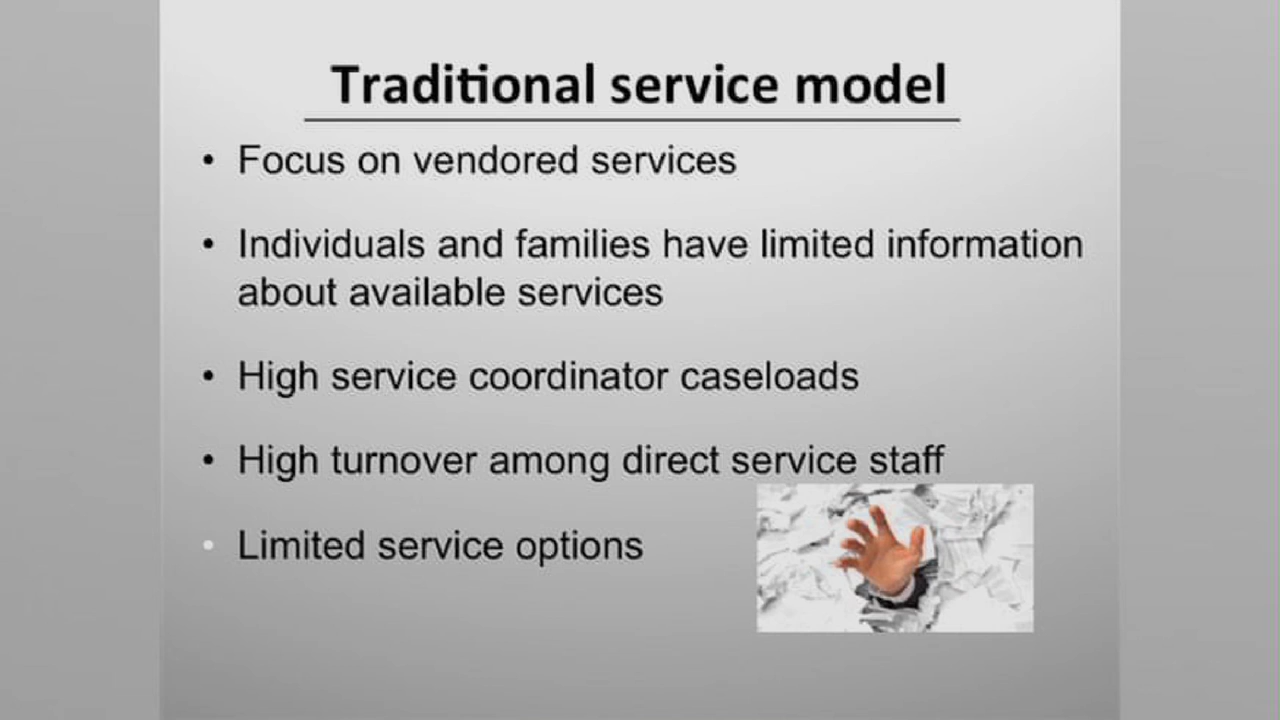 Traditional service model
• Focus on vendored services
• Individuals and families have limited information
about available services
• High service coordinator caseloads
• High turnover among direct service staff
• Limited service options